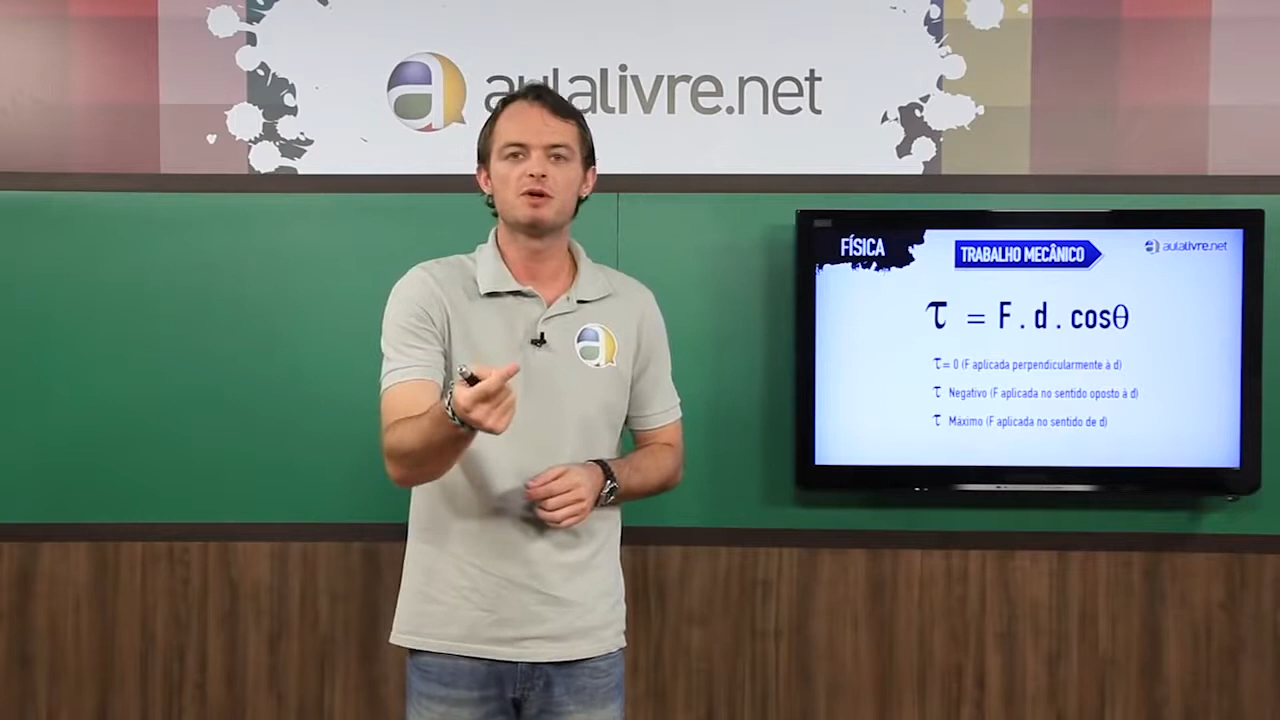 aulalivre.net
FÍSICA
TRABALHO MECÂNICO
aulalivre.net
τ = F . d . cosθ
τ = 0 (F aplicada perpendicularmente à d)
τ Negativo (F aplicada no sentido oposto à d)
τ Máximo (F aplicada no sentido de d)